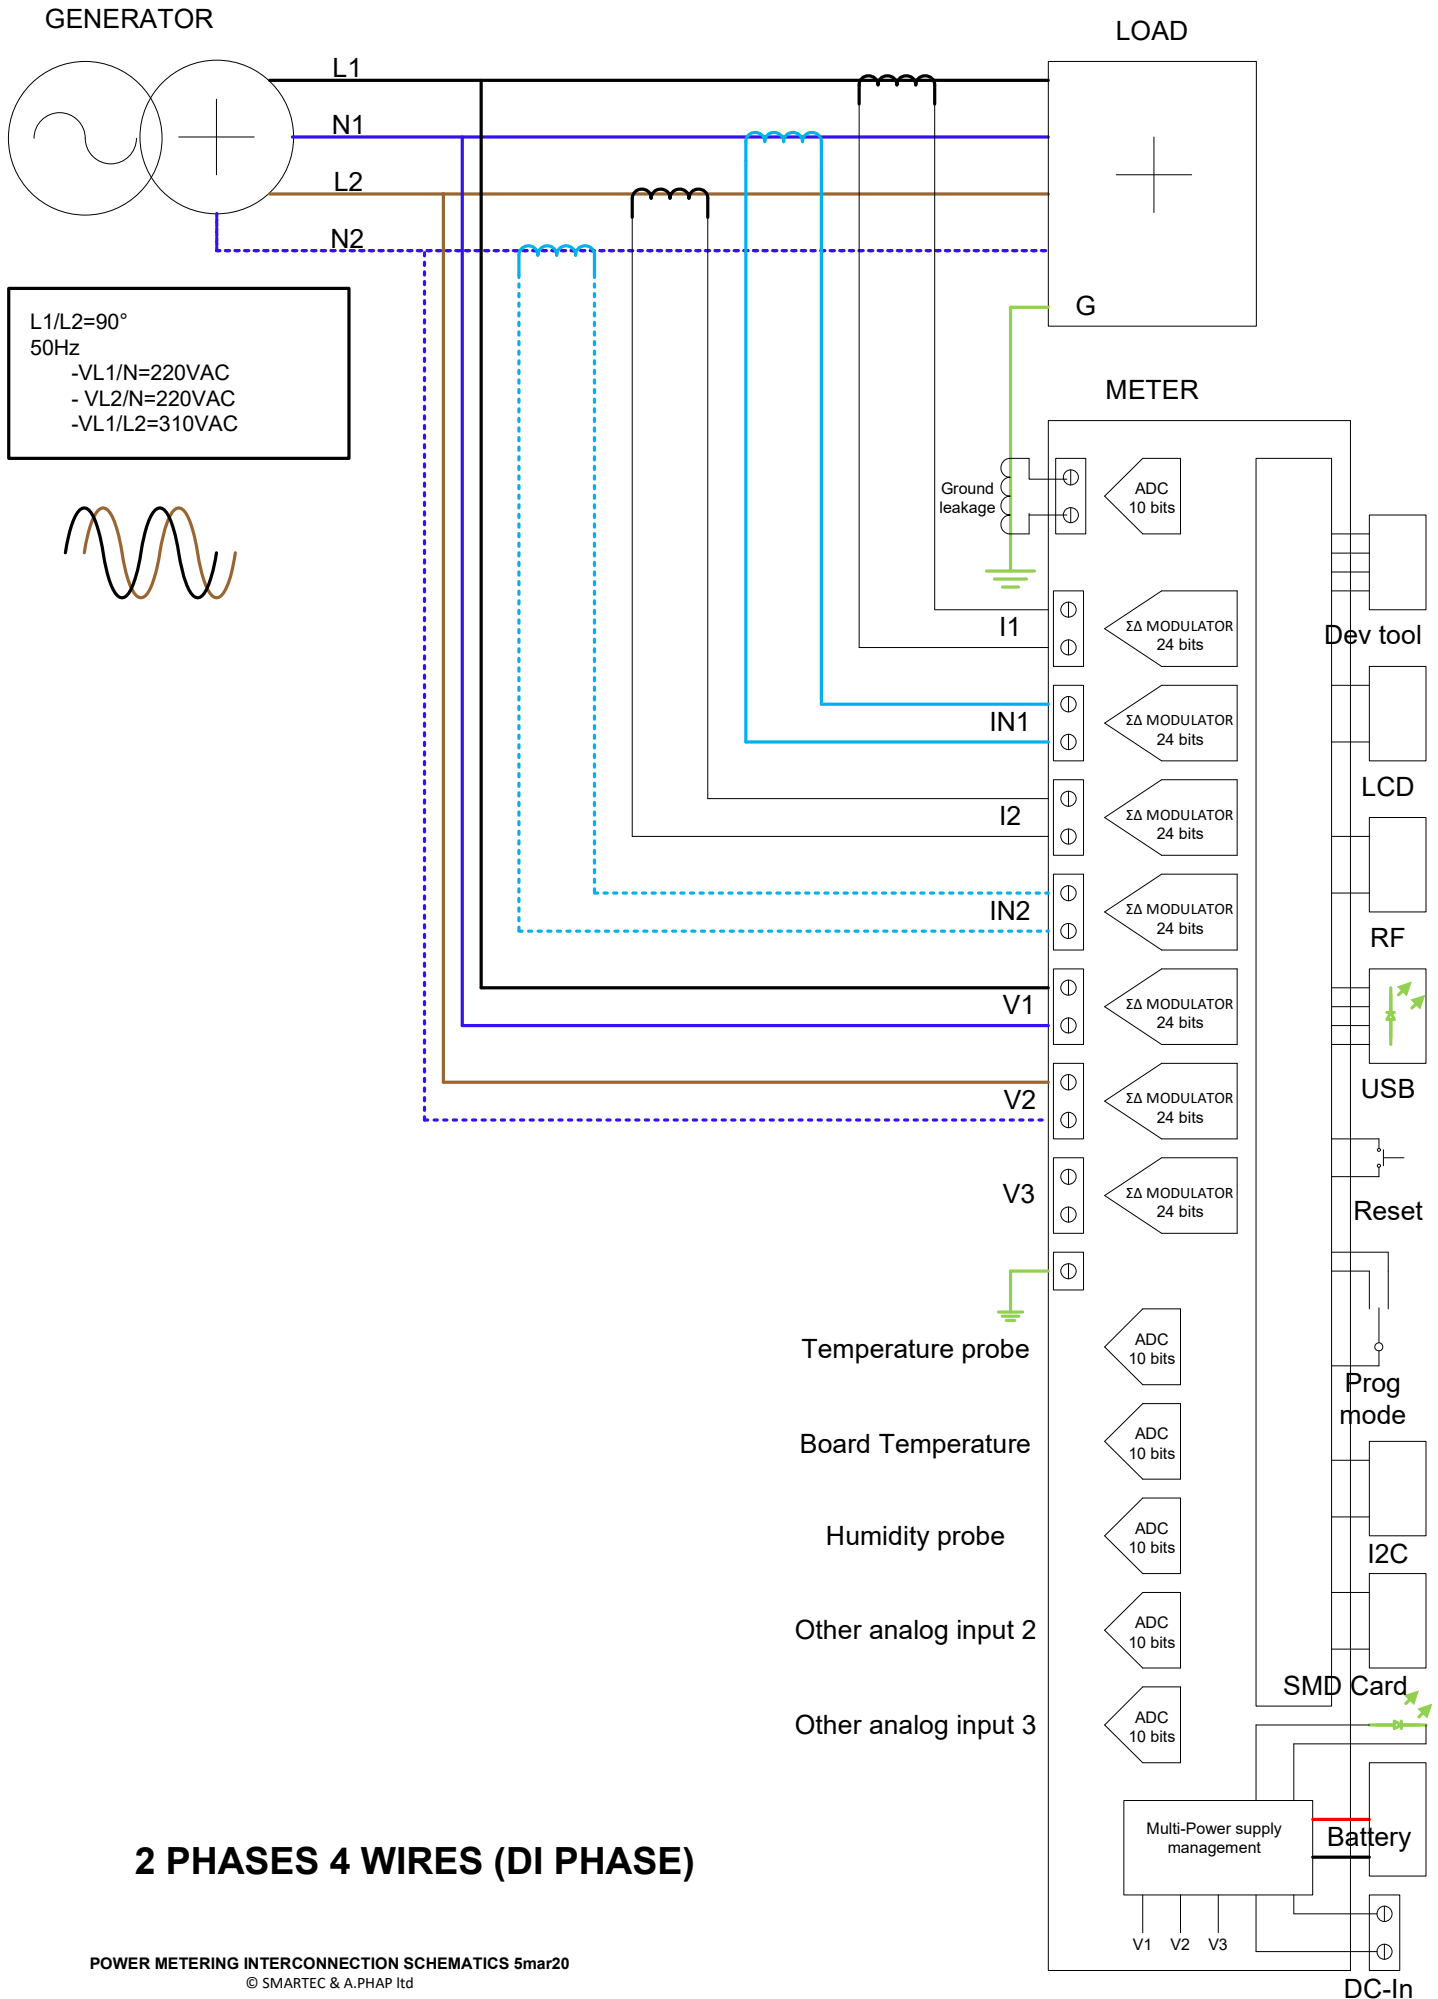 GENERATOR
LOAD
L1
N1
L2
N2
G
L1/L2=90°
50Hz
-VL1/N=220VAC
- VL2/N=220VAC
-VL1/L2=310VAC
METER
Ground
leakage
ADC
10 bits
I1
ΣΔ MODULATOR
24 bits
Dev tool
IN1
ΣΔ MODULATOR
24 bits
LCD
I2
ΣΔ MODULATOR
24 bits
RF
IN2
ΣΔ MODULATOR
24 bits
V1
ΣΔ MODULATOR
24 bits
USB
V2
ΣΔ MODULATOR
24 bits
V3
ΣΔ MODULATOR
24 bits
Reset
Temperature probe
ADC
10 bits
Prog
mode
Board Temperature
ADC
10 bits
Humidity probe
ADC
10 bits
I2C
Other analog input 2
ADC
10 bits
SMD Card
Other analog input 3
ADC
10 bits
Multi-Power supply
management
Battery
V1 V2 V3
DC-In
2 PHASES 4 WIRES (DI PHASE)
POWER METERING INTERCONNECTION SCHEMATICS 5mar20
© SMARTEC & A.PHAP ltd